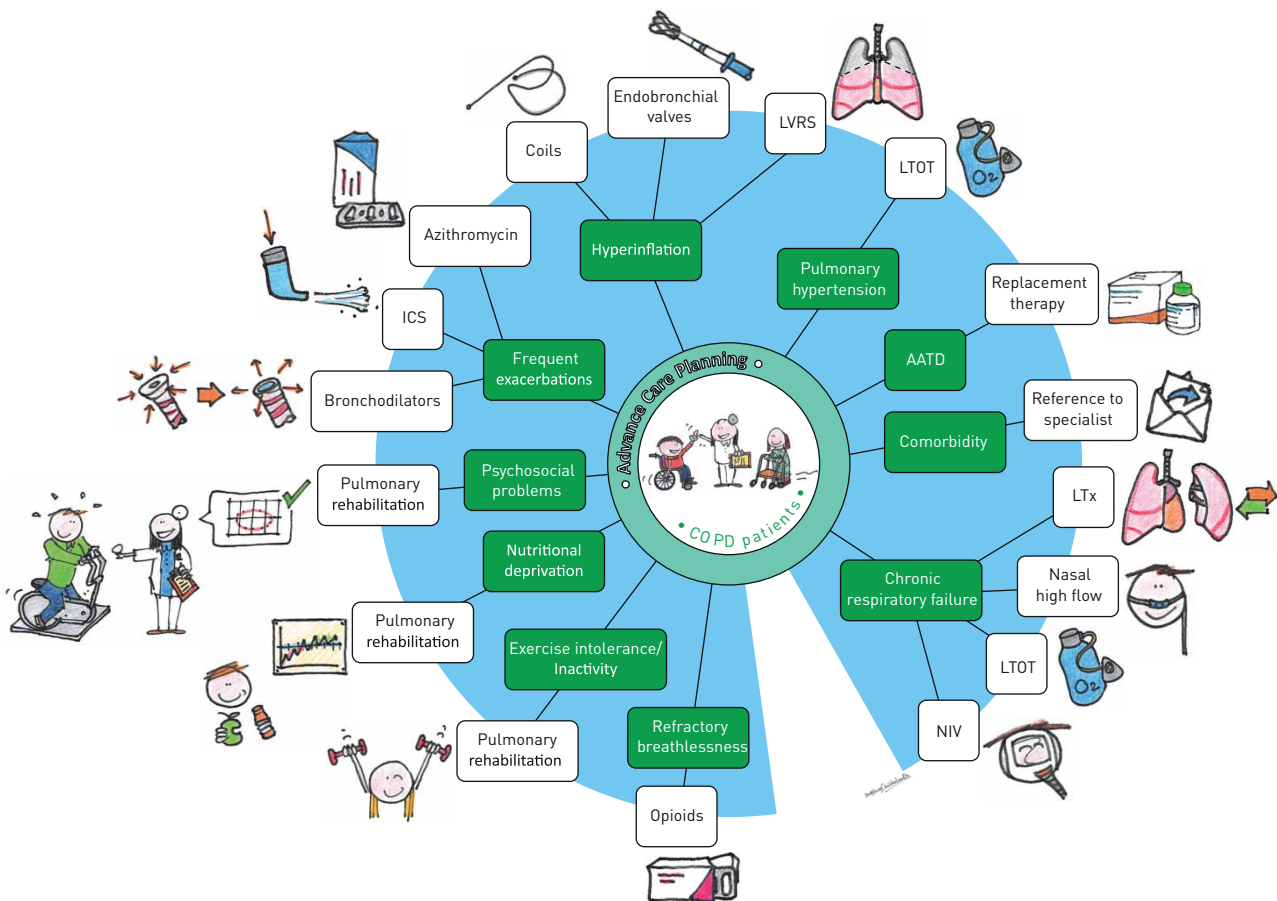 Endobronchial
valves
LVRS
Coils
LTOT
O2
Azithromycin
Hyperinflation
Pulmonary
hypertension
Replacement
therapy
ICS
Frequent
exacerbations
AATD
Bronchodilators
• Advance Care Planning •
Reference to
specialist
Comorbidity
Psychosocial
problems
Pulmonary
rehabilitation
LTx
• COPD patients •
Nutritional
deprivation
Chronic
respiratory failure
Nasal
high flow
Pulmonary
rehabilitation
Exercise intolerance/
Inactivity
LTOT
O2
Refractory
breathlessness
NIV
Pulmonary
rehabilitation
Opioids